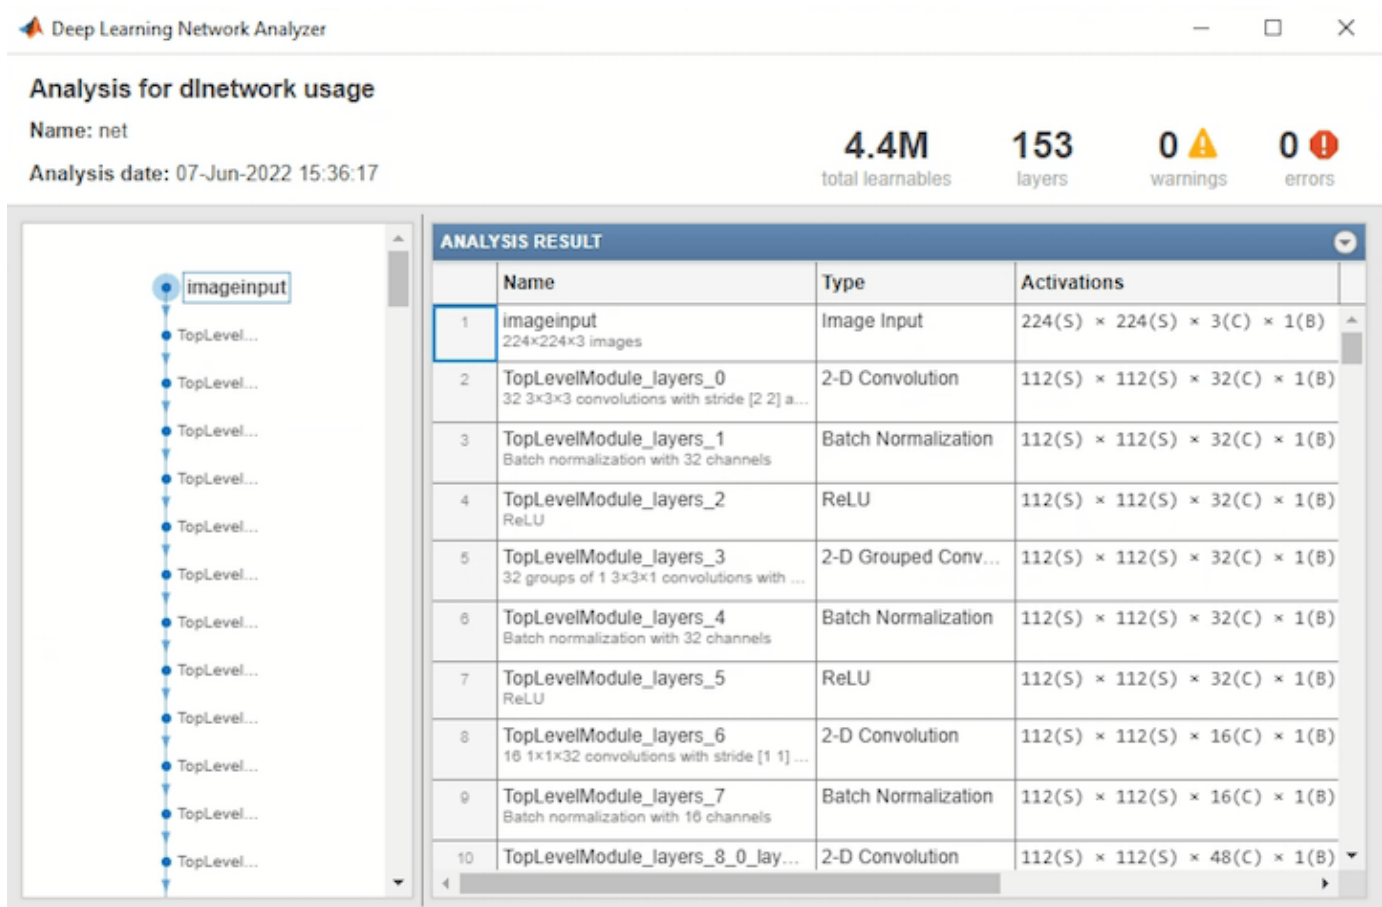 Deep Learning Network Analyzer
Analysis for dlnetwork usage
Name: net
Analysis date: 07-Jun-2022 15:36:17
4.4M
total learnables
153
layers
0
warnings
0
errors
imageinput
TopLevel...
TopLevel...
TopLevel...
TopLevel...
TopLevel...
TopLevel...
TopLevel...
TopLevel...
TopLevel...
TopLevel...
TopLevel...
TopLevel...
ANALYSIS RESULT
Name Type Activations
1 imageinput Image Input 224(S) × 224(S) × 3(C) × 1(B)
224×224×3 images
2 TopLevelModule_layers_0 2-D Convolution 112(S) × 112(S) × 32(C) × 1(B)
32 3×3×3 convolutions with stride [2 2] a...
3 TopLevelModule_layers_1 Batch Normalization 112(S) × 112(S) × 32(C) × 1(B)
Batch normalization with 32 channels
4 TopLevelModule_layers_2 ReLU 112(S) × 112(S) × 32(C) × 1(B)
ReLU
5 TopLevelModule_layers_3 2-D Grouped Conv... 112(S) × 112(S) × 32(C) × 1(B)
32 groups of 1 3×3×1 convolutions with ...
6 TopLevelModule_layers_4 Batch Normalization 112(S) × 112(S) × 32(C) × 1(B)
Batch normalization with 32 channels
7 TopLevelModule_layers_5 ReLU 112(S) × 112(S) × 32(C) × 1(B)
ReLU
8 TopLevelModule_layers_6 2-D Convolution 112(S) × 112(S) × 16(C) × 1(B)
16 1×1×32 convolutions with stride [1 1] ...
9 TopLevelModule_layers_7 Batch Normalization 112(S) × 112(S) × 16(C) × 1(B)
Batch normalization with 16 channels
10 TopLevelModule_layers_8_0_lay... 2-D Convolution 112(S) × 112(S) × 48(C) × 1(B)